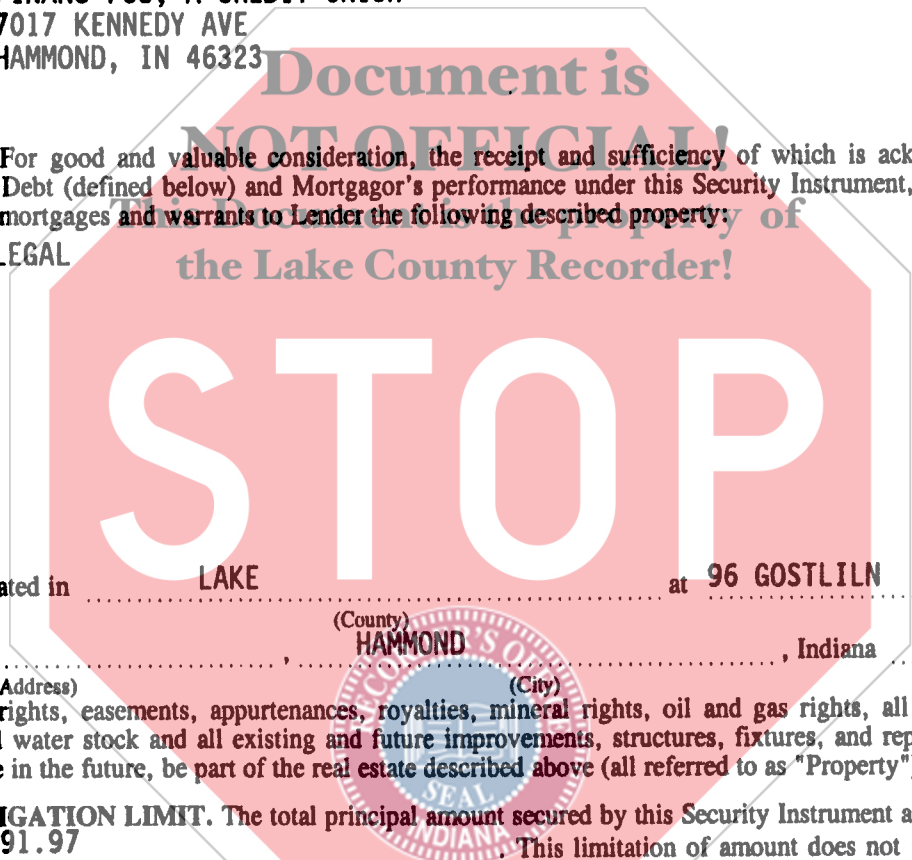 7017 KENNEDY AVE
HAMMOND, IN 46323
Document is
NOT OFFICIAL!
For good and valuable consideration, the receipt and sufficiency of which is ack
Debt (defined below) and Mortgagor's performance under this Security Instrument,
mortgages and warrants to Lender the following described property:
This Document is the property of
LEGAL
the Lake County Recorder!
STOP
ated in LAKE at 96 GOSTLILN
(County)
HAMMOND , Indiana
Address) (City)
rights, easements, appurtenances, royalties, mineral rights, oil and gas rights, all
water stock and all existing and future improvements, structures, fixtures, and rep
in the future, be part of the real estate described above (all referred to as "Property"
RECORDER'S OF
SEAL
INDIANA
IGATION LIMIT. The total principal amount secured by this Security Instrument a
91.97 . This limitation of amount does not